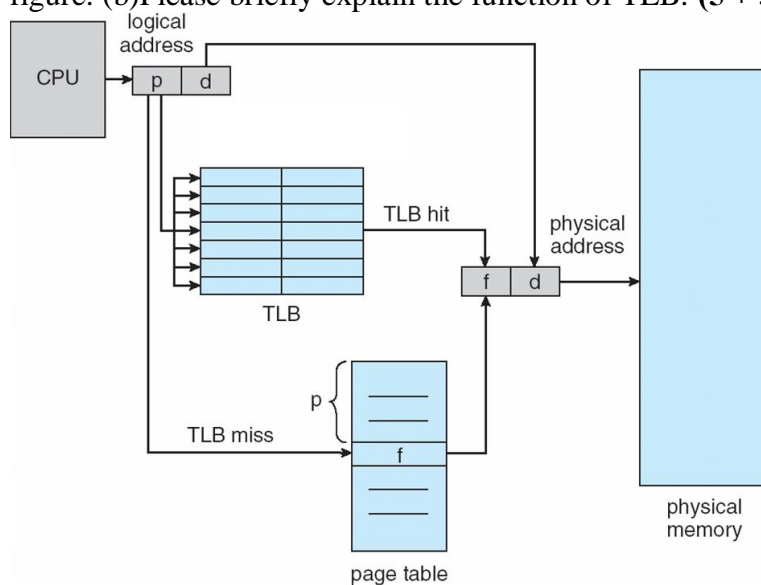 figure. (b)Please briefly explain the function of TLB. (5 +
logical
address
CPU
p d
TLB hit
physical
address
f d
TLB
p
TLB miss
f
page table
physical
memory